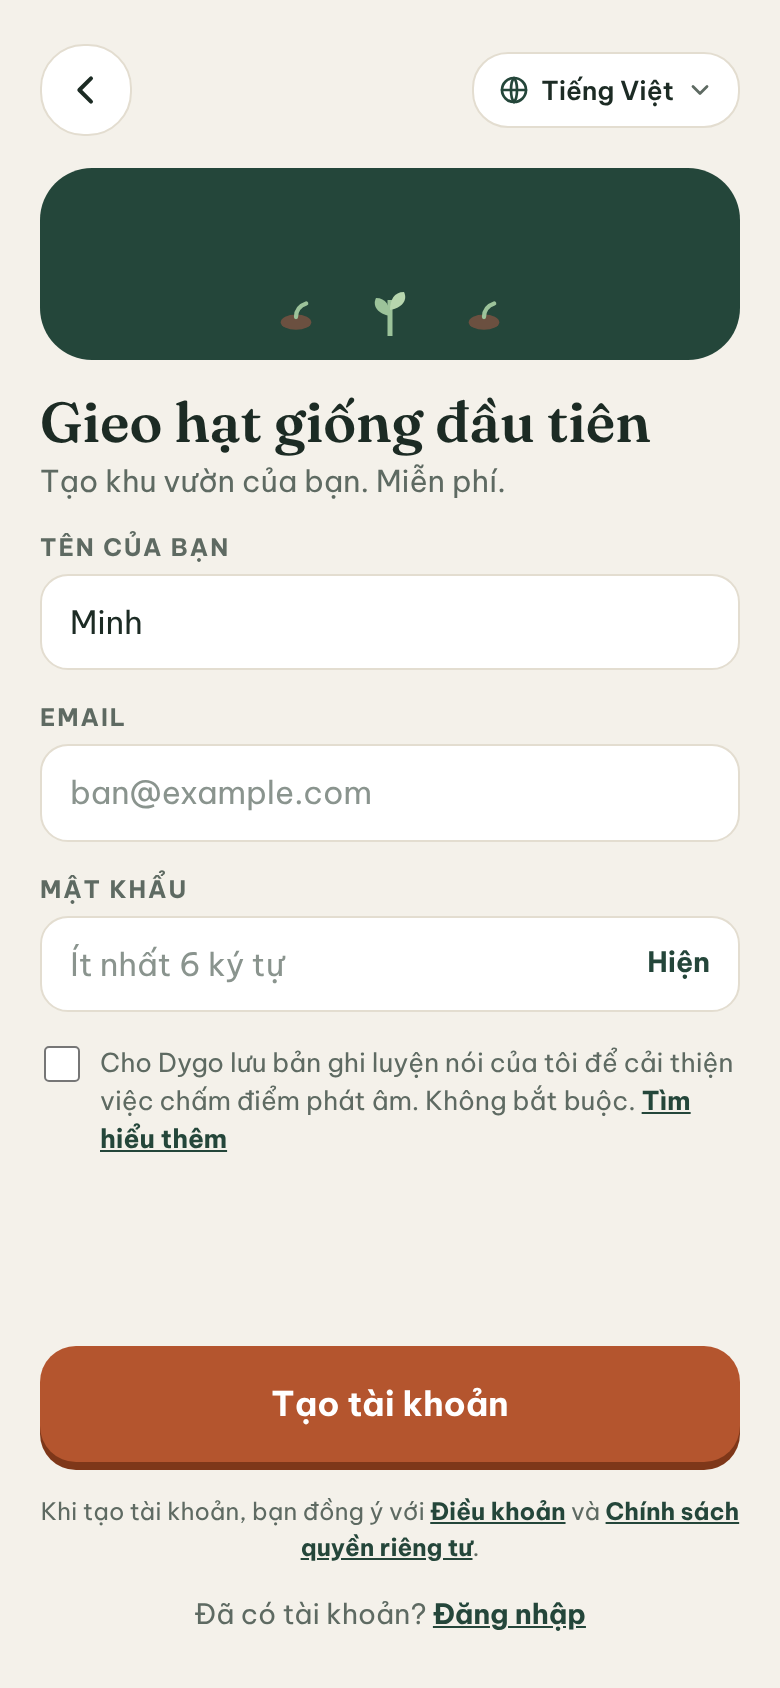 Tiếng Việt
Gieo hạt giống đầu tiên
Tạo khu vườn của bạn. Miễn phí.
TÊN CỦA BẠN
Minh
EMAIL
ban@example.com
MẬT KHẨU
Ít nhất 6 ký tự
Hiện
Cho Dygo lưu bản ghi luyện nói của tôi để cải thiện
việc chấm điểm phát âm. Không bắt buộc. Tìm
hiểu thêm
Tạo tài khoản
Khi tạo tài khoản, bạn đồng ý với Điều khoản và Chính sách
quyền riêng tư.
Đã có tài khoản? Đăng nhập